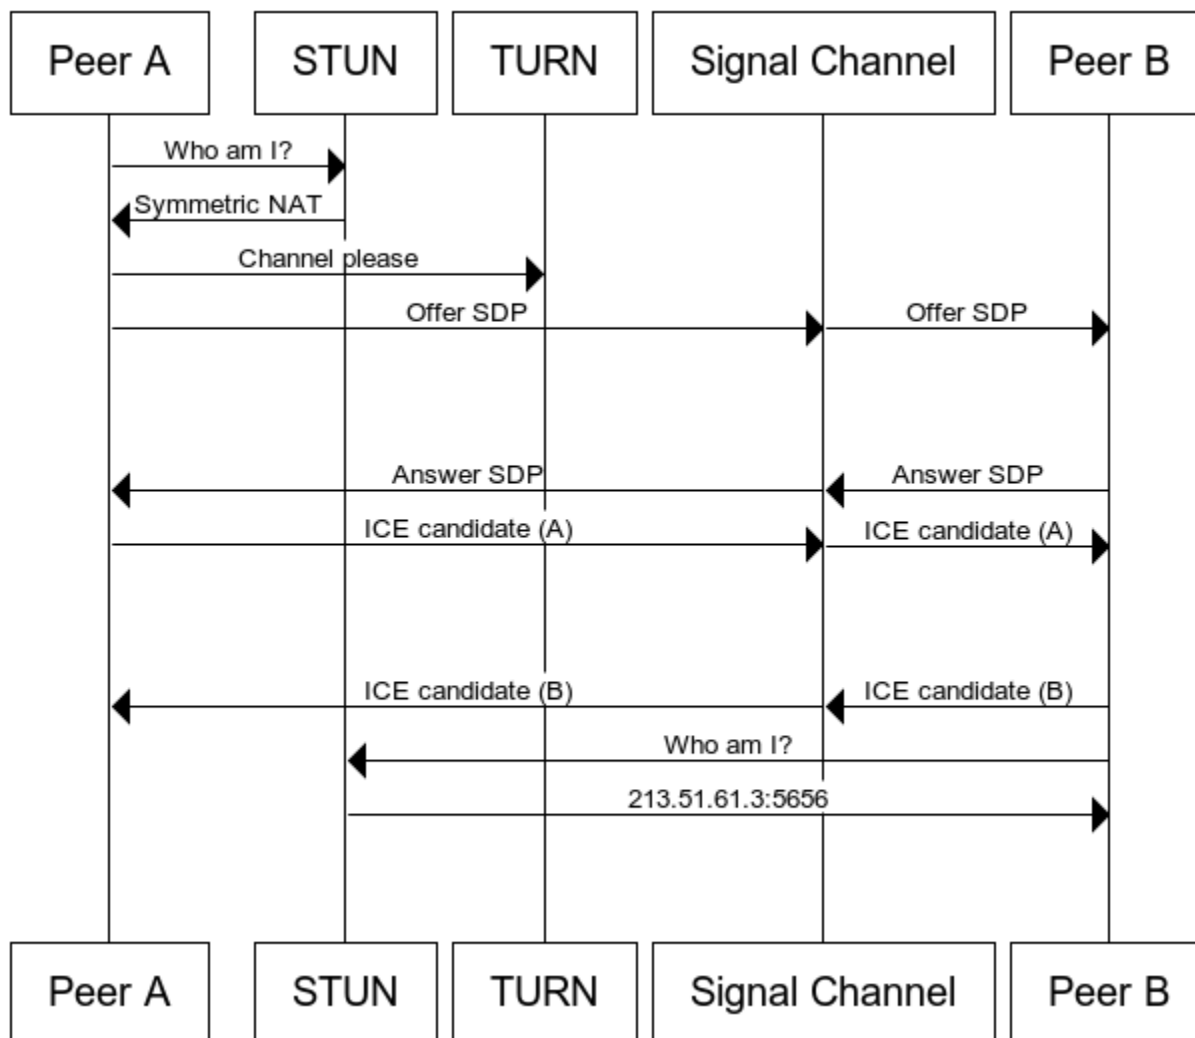 Peer A
STUN
TURN
Signal Channel
Peer B
Who am I?
Symmetric NAT
Channel please
Offer SDP
Offer SDP
Answer SDP
Answer SDP
ICE candidate (A)
ICE candidate (A)
ICE candidate (B)
ICE candidate (B)
Who am I?
213.51.61.3:5656
Peer A
STUN
TURN
Signal Channel
Peer B